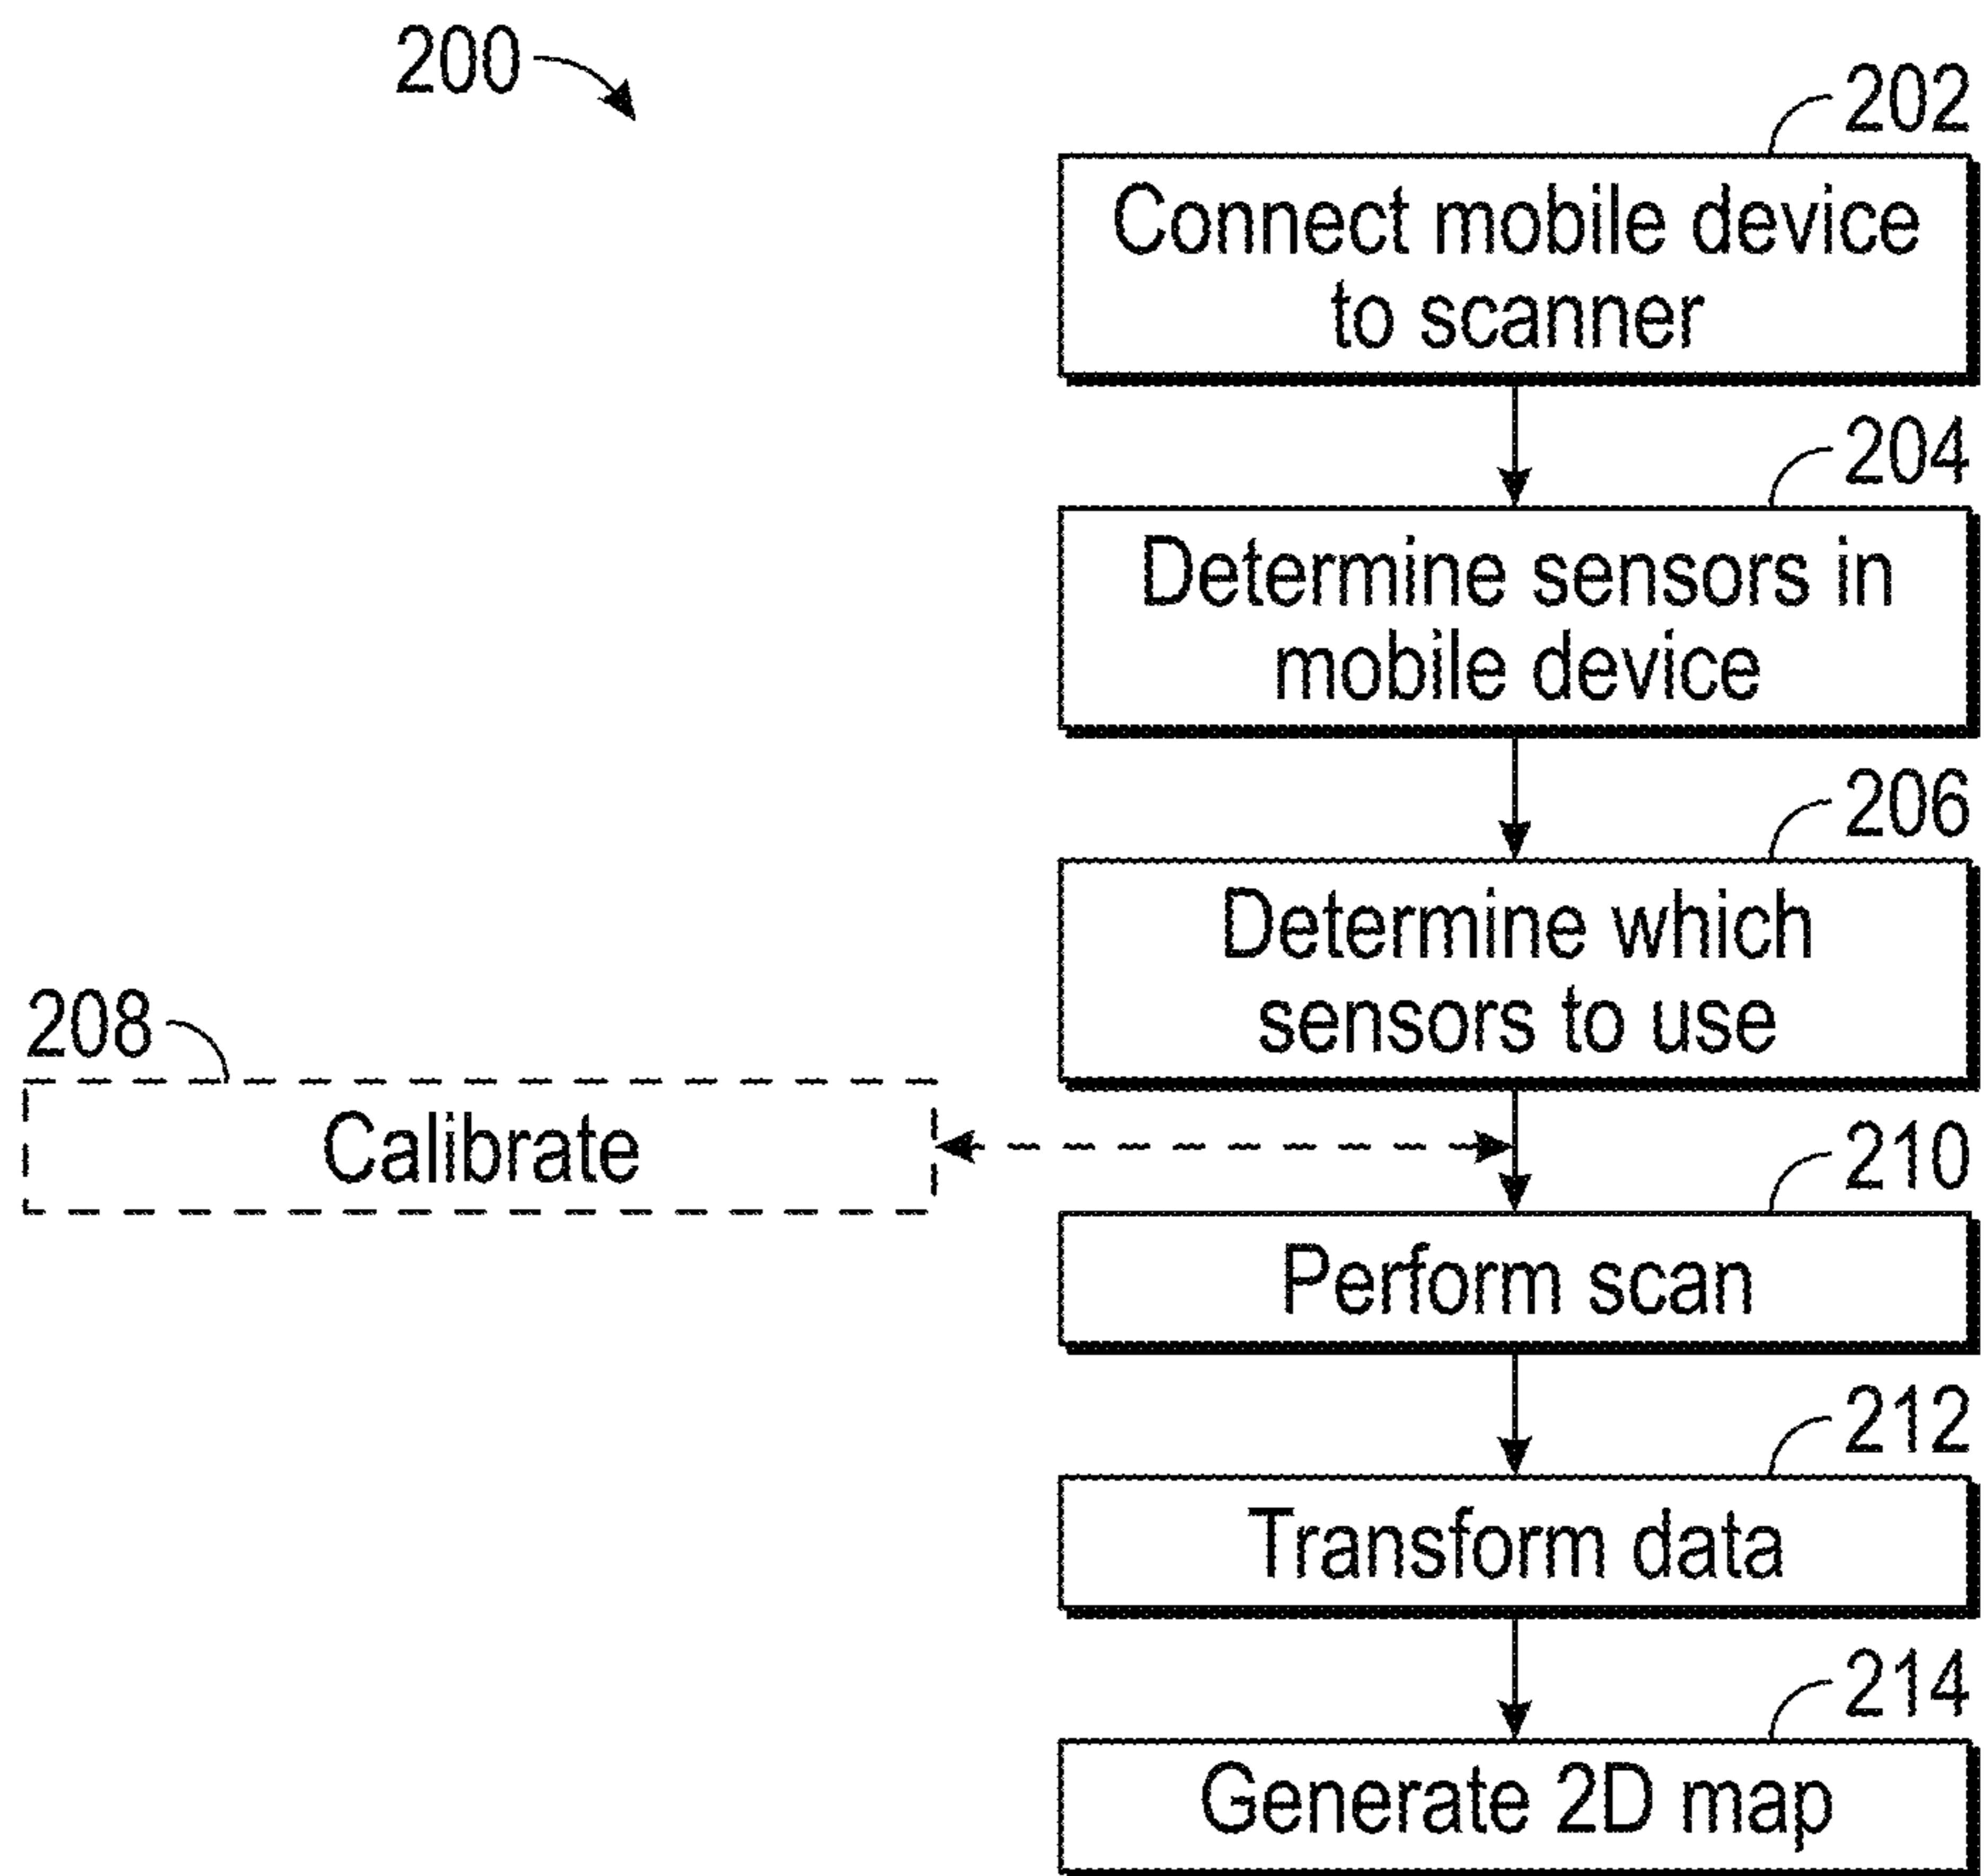 200
202
Connect mobile device
to scanner
204
Determine sensors in
mobile device
206
Determine which
sensors to use
208
Calibrate
210
Perform scan
212
Transform data
214
Generate 2D map